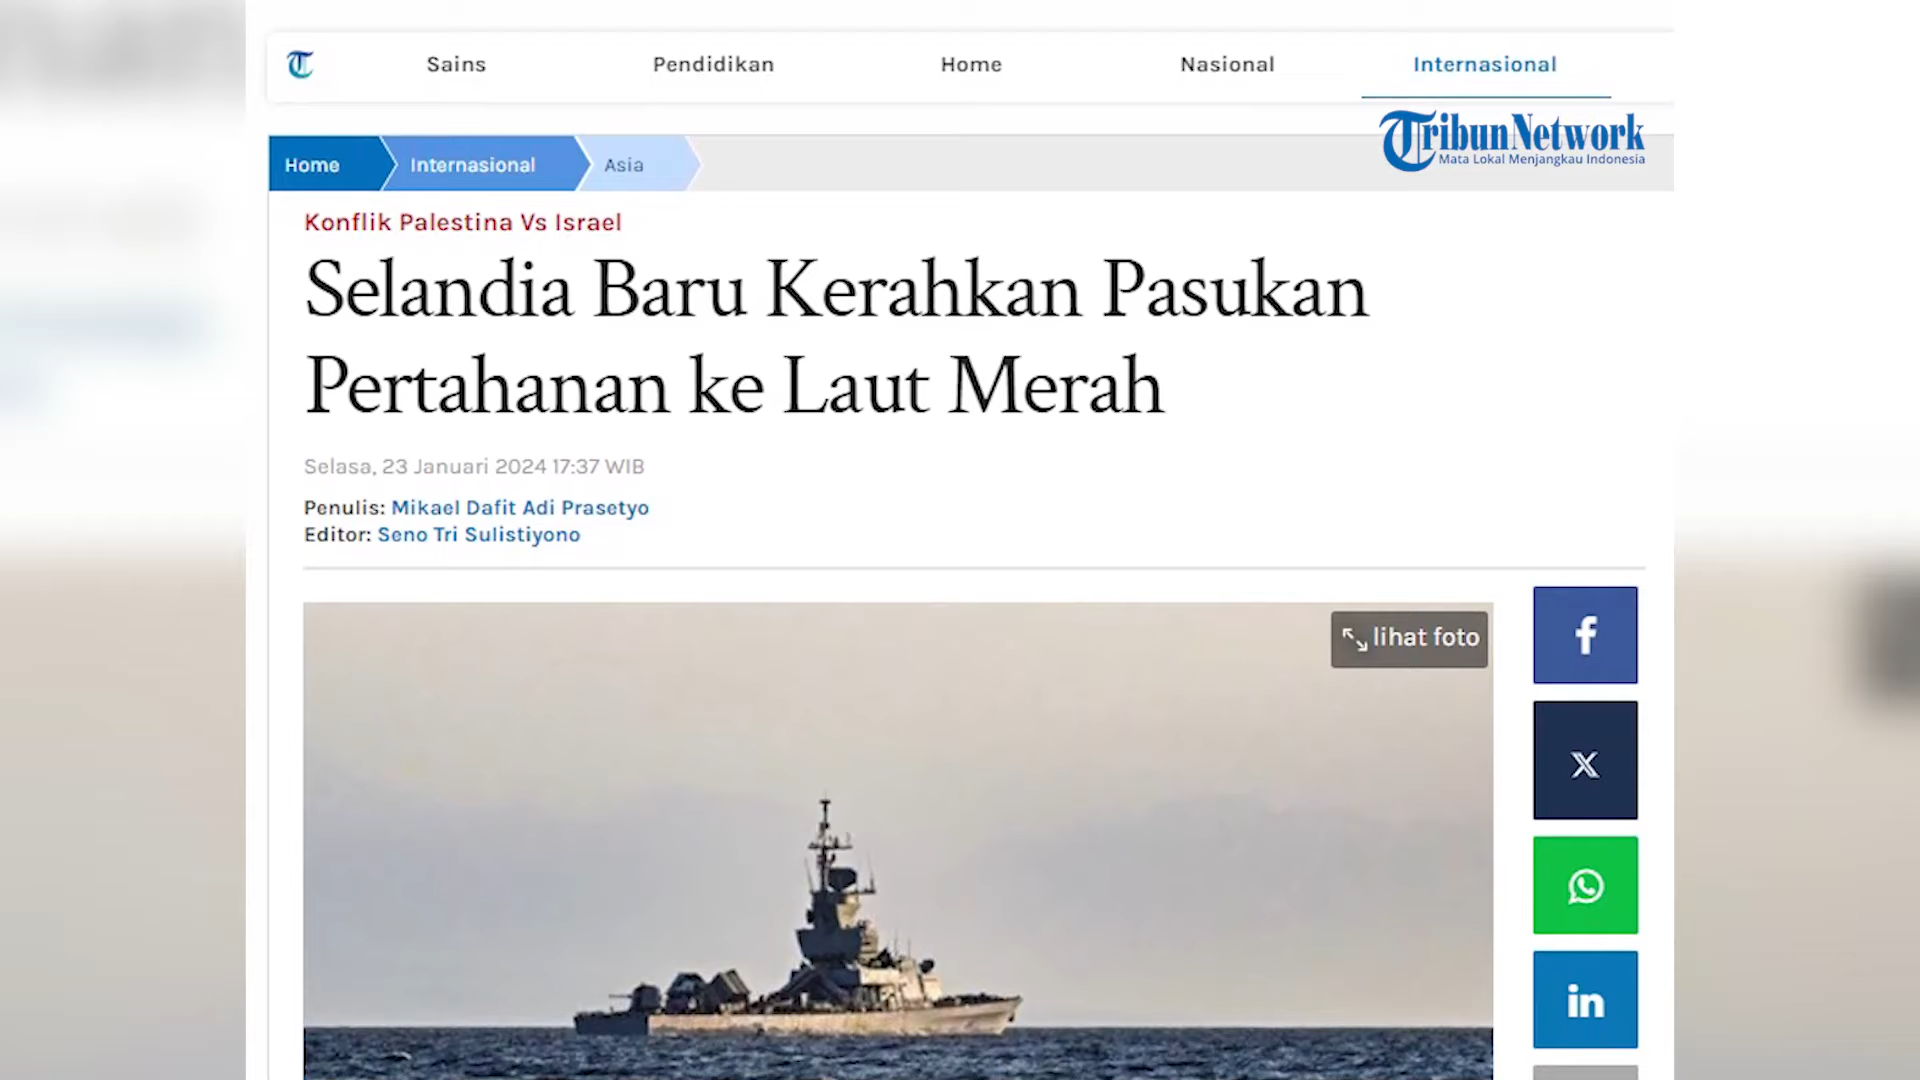 Sains Pendidikan Home Nasional Internasional
TribunNetwork
Mata Lokal Menjangkau Indonesia
Home Internasional Asia
Konflik Palestina Vs Israel
Selandia Baru Kerahkan Pasukan
Pertahanan ke Laut Merah
Selasa, 23 Januari 2024 17:37 WIB
Penulis: Mikael Dafit Adi Prasetyo
Editor: Seno Tri Sulistiyono
lihat foto